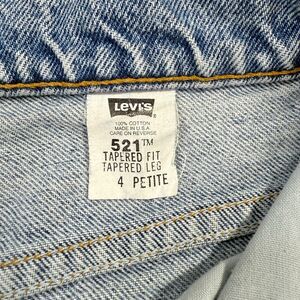 LEVI'S
®
100% COTTON
MADE IN U.S.A.
CARE ON REVERSE
521™
TAPERED FIT
TAPERED LEG
4 PETITE